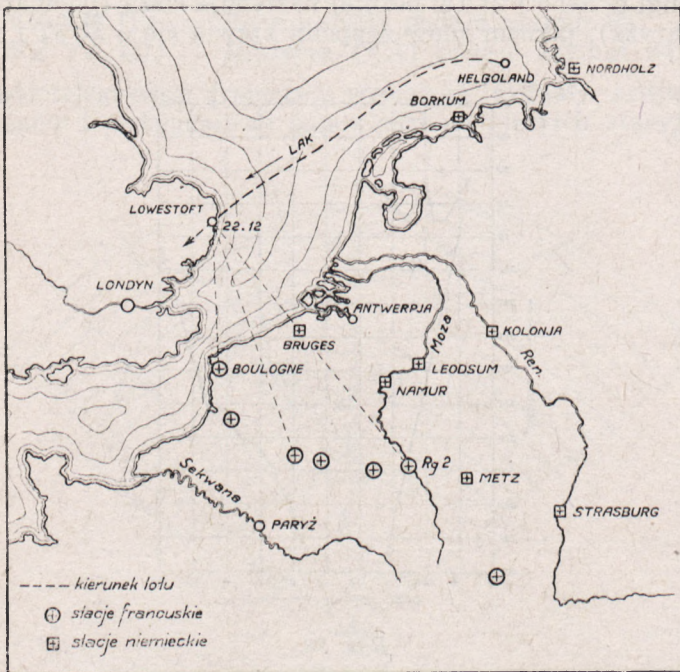 HELGOLAND
NORDHOLZ
BORKUM
LAK
LOWESTOFT
22.12
LONDYN
ANTWERPJA
BRUGES
Moza
KOLONJA
Ren.
BOULOGNE
LEODSUM
NAMUR
Rg 2
METZ
Sekwana
PARYŻ
STRASBURG
kierunek lotu
stacje francuskie
stacje niemieckie